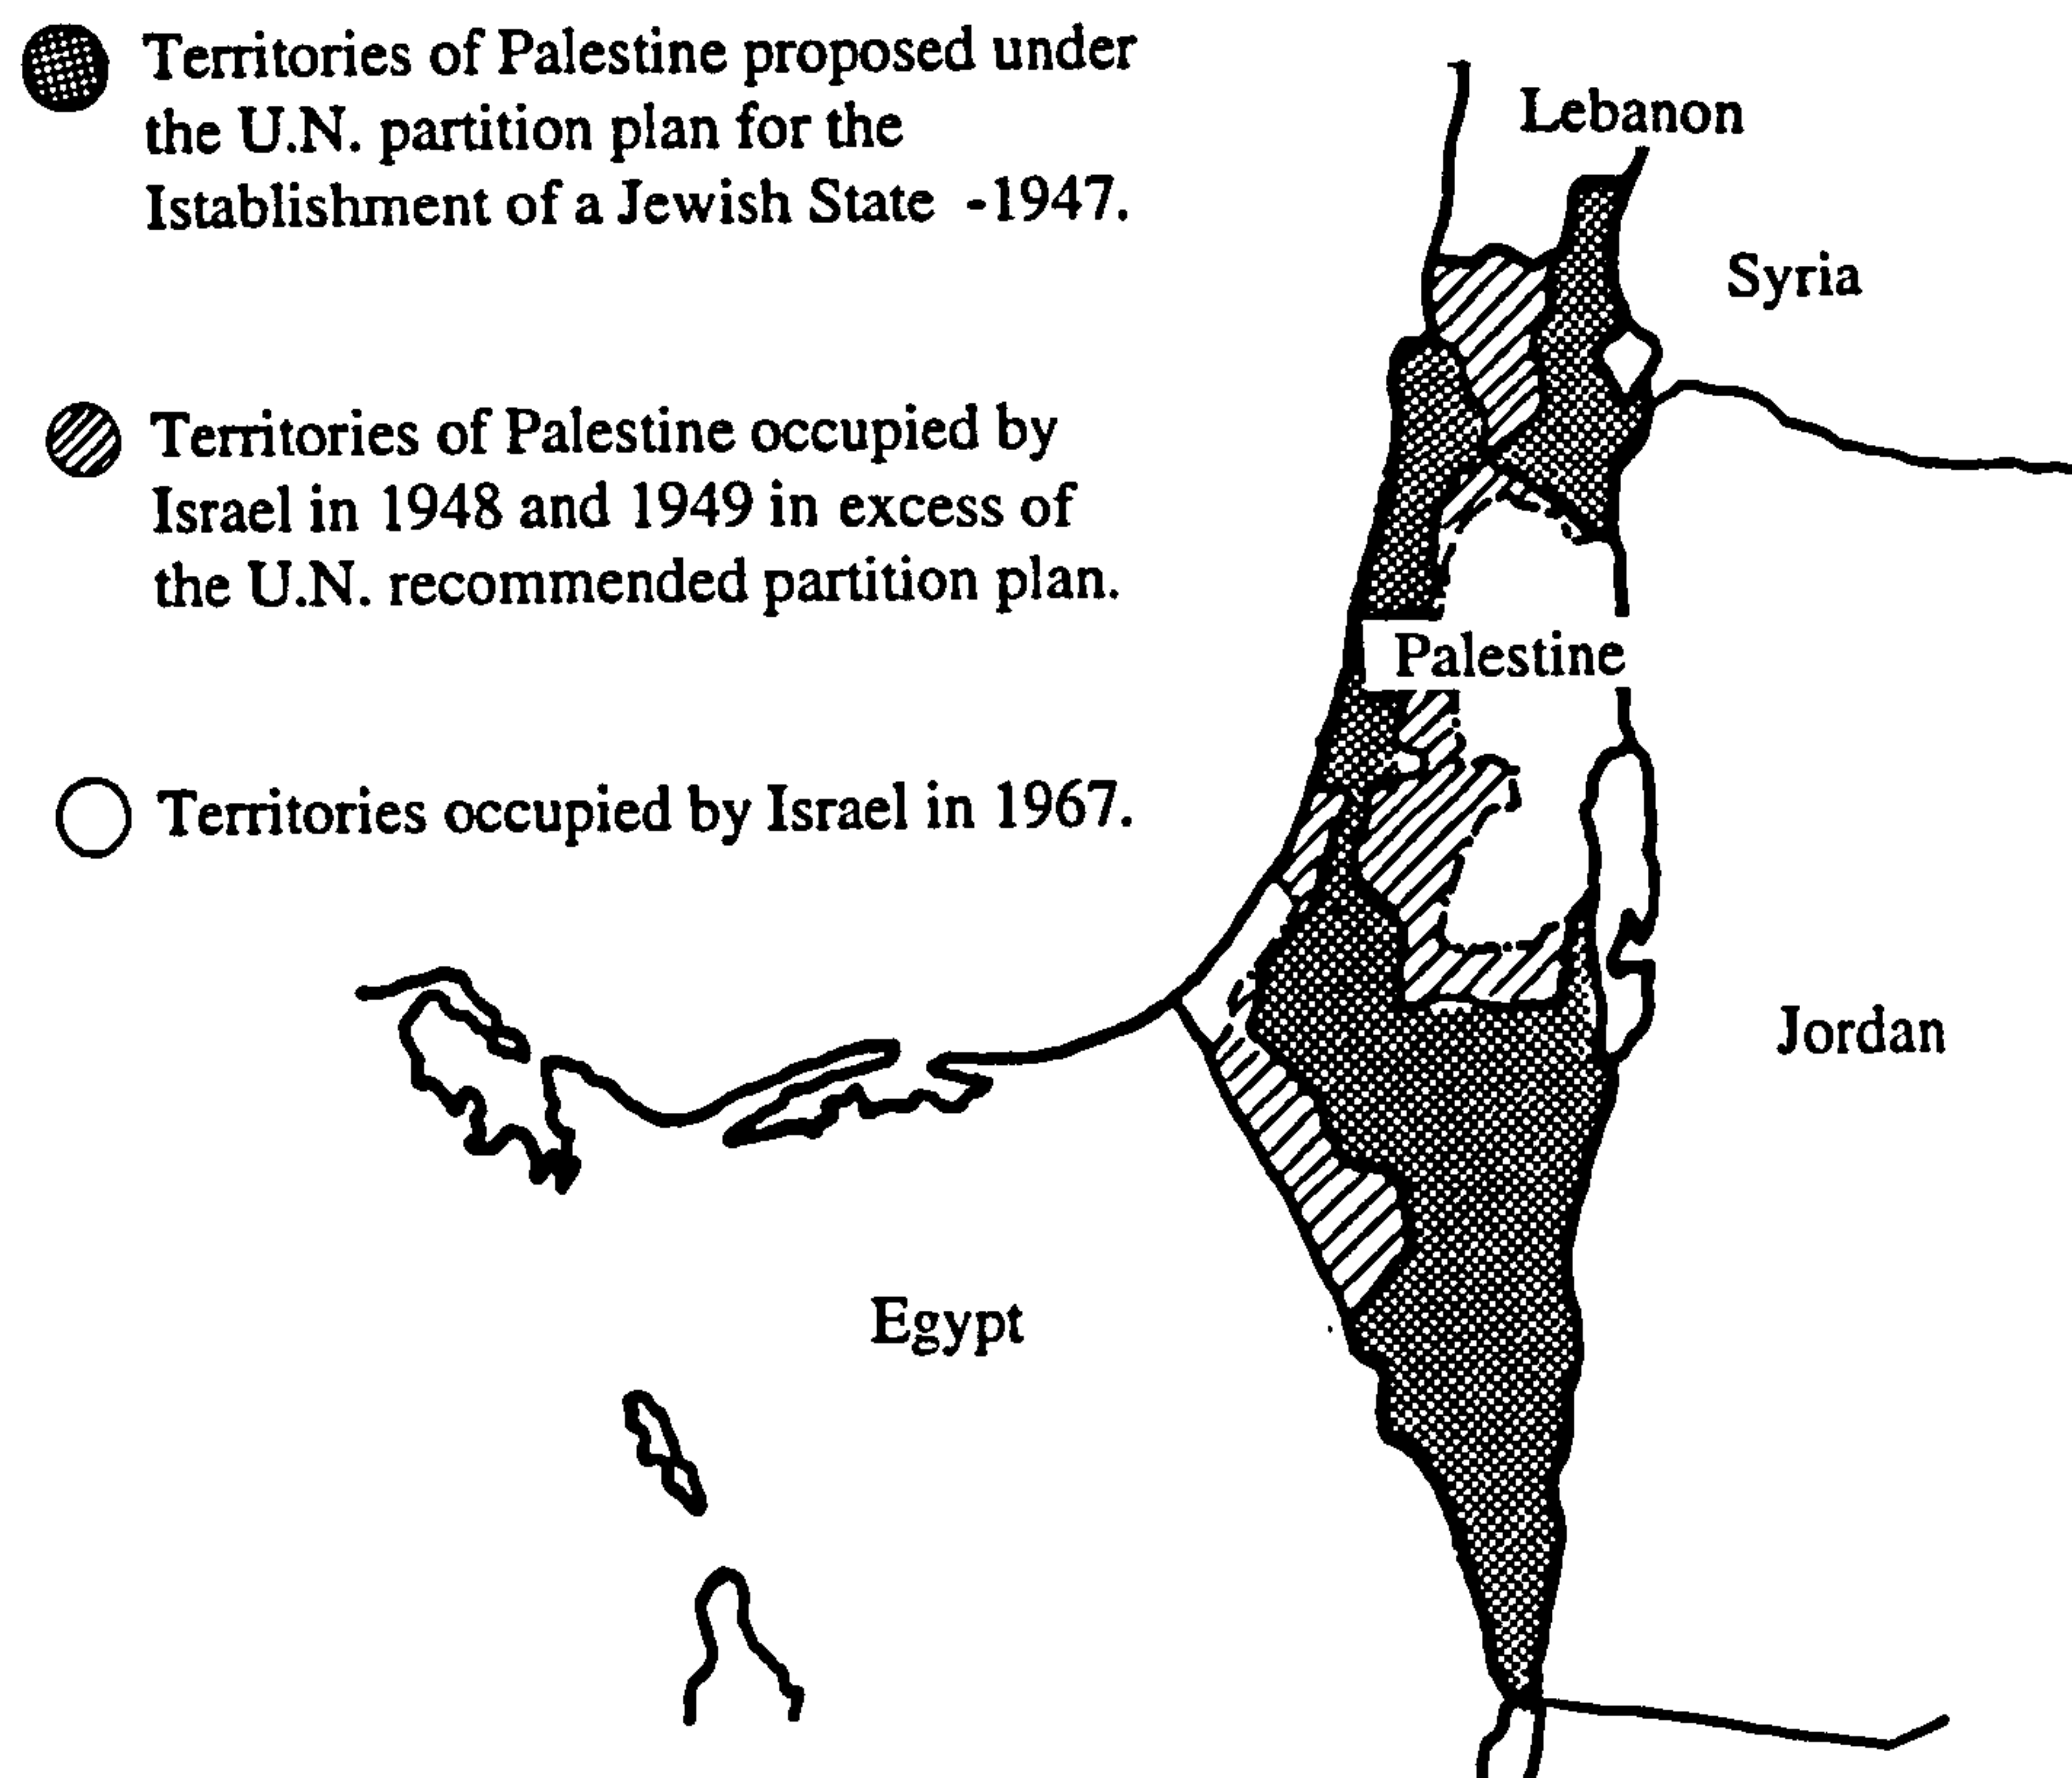 Territories of Palestine proposed under
the U.N. partition plan for the
Istablishment of a Jewish State -1947.
Territories of Palestine occupied by
Israel in 1948 and 1949 in excess of
the U.N. recommended partition plan.
Territories occupied by Israel in 1967.
Lebanon
Syria
Palestine
Jordan
Egypt